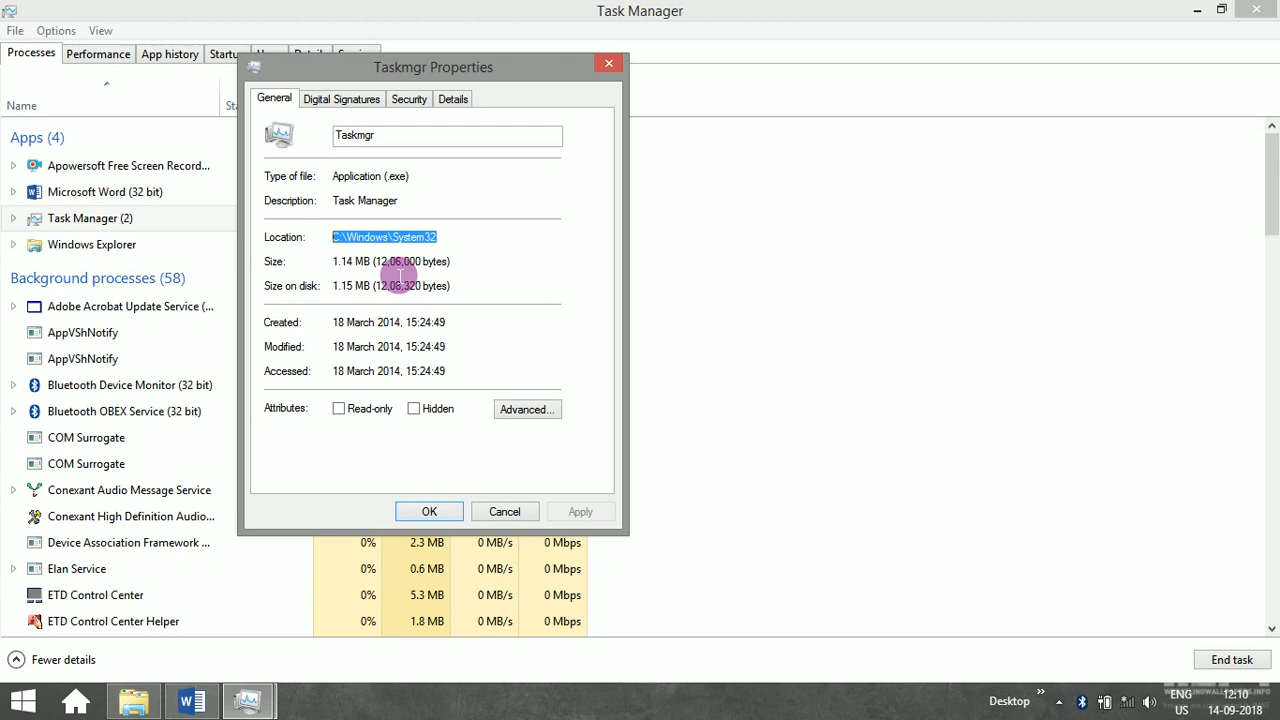 Task Manager
File Options View
Processes Performance App history Startu
Name
Apps (4)
Apowersoft Free Screen Record...
Microsoft Word (32 bit)
Task Manager (2)
Windows Explorer
Background processes (58)
Adobe Acrobat Update Service (...
AppVShNotify
AppVShNotify
Bluetooth Device Monitor (32 bit)
Bluetooth OBEX Service (32 bit)
COM Surrogate
COM Surrogate
Conexant Audio Message Service
Conexant High Definition Audio...
Device Association Framework ... 0% 2.3 MB 0 MB/s 0 Mbps
Elan Service 0% 0.6 MB 0 MB/s 0 Mbps
ETD Control Center 0% 5.3 MB 0 MB/s 0 Mbps
ETD Control Center Helper 0% 1.8 MB 0 MB/s 0 Mbps
Taskmgr Properties
General Digital Signatures Security Details
Taskmgr
Type of file: Application (.exe)
Description: Task Manager
Location: C:\Windows\System32
Size: 1.14 MB (12,06,000 bytes)
Size on disk: 1.15 MB (12,08,320 bytes)
Created: 18 March 2014, 15:24:49
Modified: 18 March 2014, 15:24:49
Accessed: 18 March 2014, 15:24:49
Attributes: Read-only Hidden Advanced...
OK Cancel Apply
Fewer details End task
Desktop ENG 12:10
US 14-09-2018